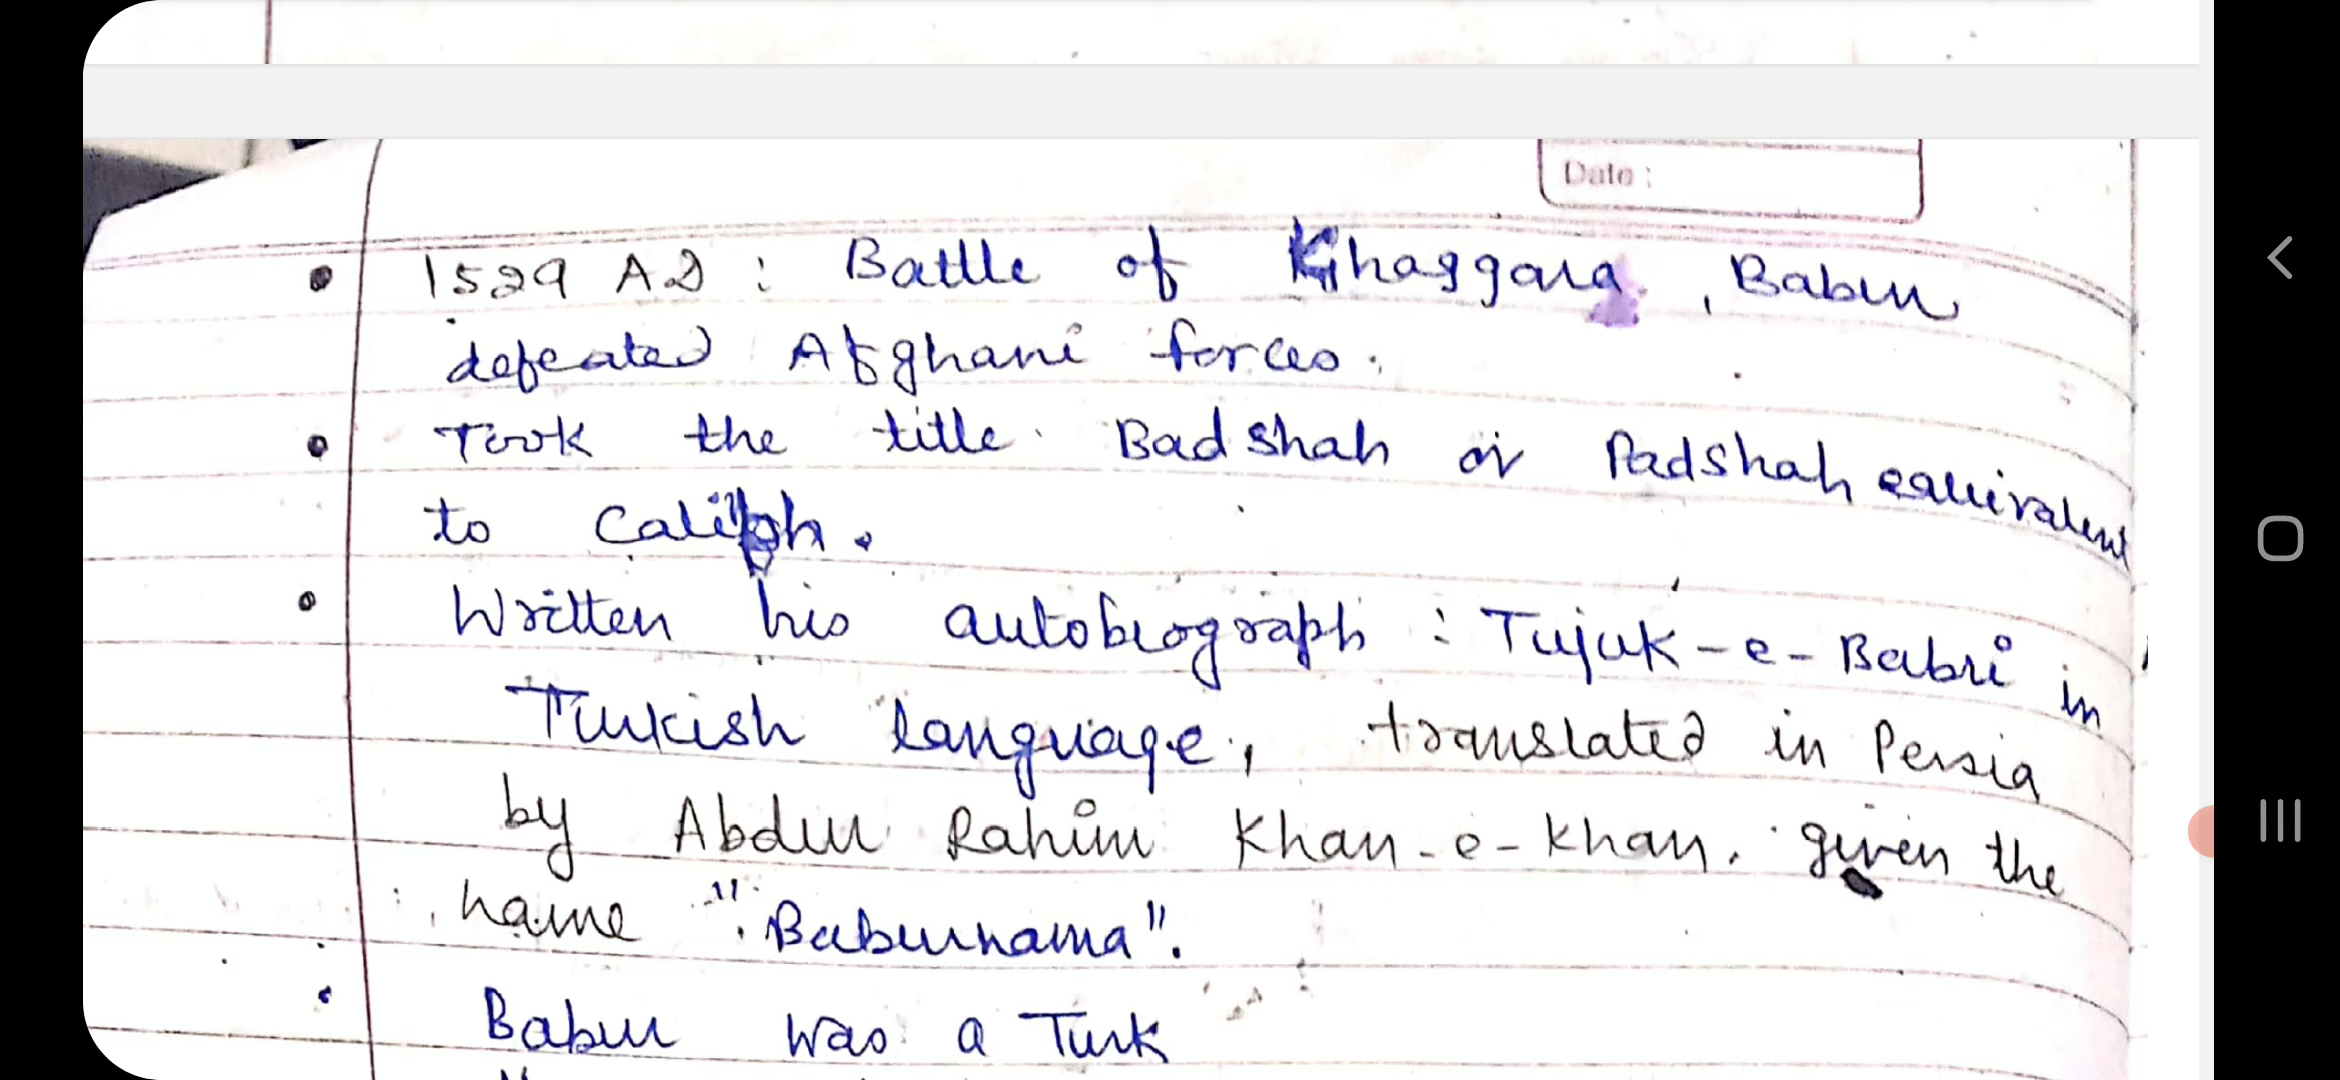 Date :
• 1529 AD : Battle of Ghaggara, Babur
defeated Afghani forces.
• Took the title Badshah or Padshah equivalent
to Caliph.
• Written his autobiograph : Tujuk-e-Babri in
Turkish language, translated in Persia
by Abdur Rahim Khan-e-Khan. given the
name "Baburnama".
• Babur was a Turk